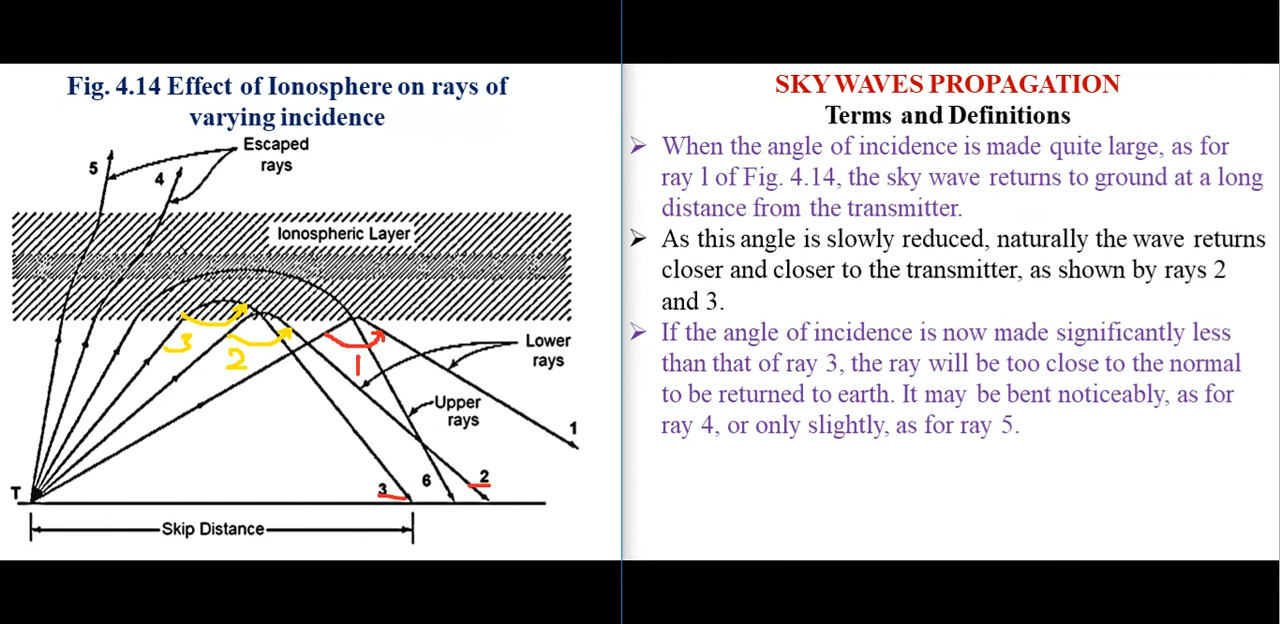 Fig. 4.14 Effect of Ionosphere on rays of
varying incidence
Escaped
rays
5
4
Ionospheric Layer
3
2
1
Lower
rays
Upper
rays
1
T
3
6
2
Skip Distance
SKY WAVES PROPAGATION
Terms and Definitions
➢ When the angle of incidence is made quite large, as for
ray 1 of Fig. 4.14, the sky wave returns to ground at a long
distance from the transmitter.
➢ As this angle is slowly reduced, naturally the wave returns
closer and closer to the transmitter, as shown by rays 2
and 3.
➢ If the angle of incidence is now made significantly less
than that of ray 3, the ray will be too close to the normal
to be returned to earth. It may be bent noticeably, as for
ray 4, or only slightly, as for ray 5.